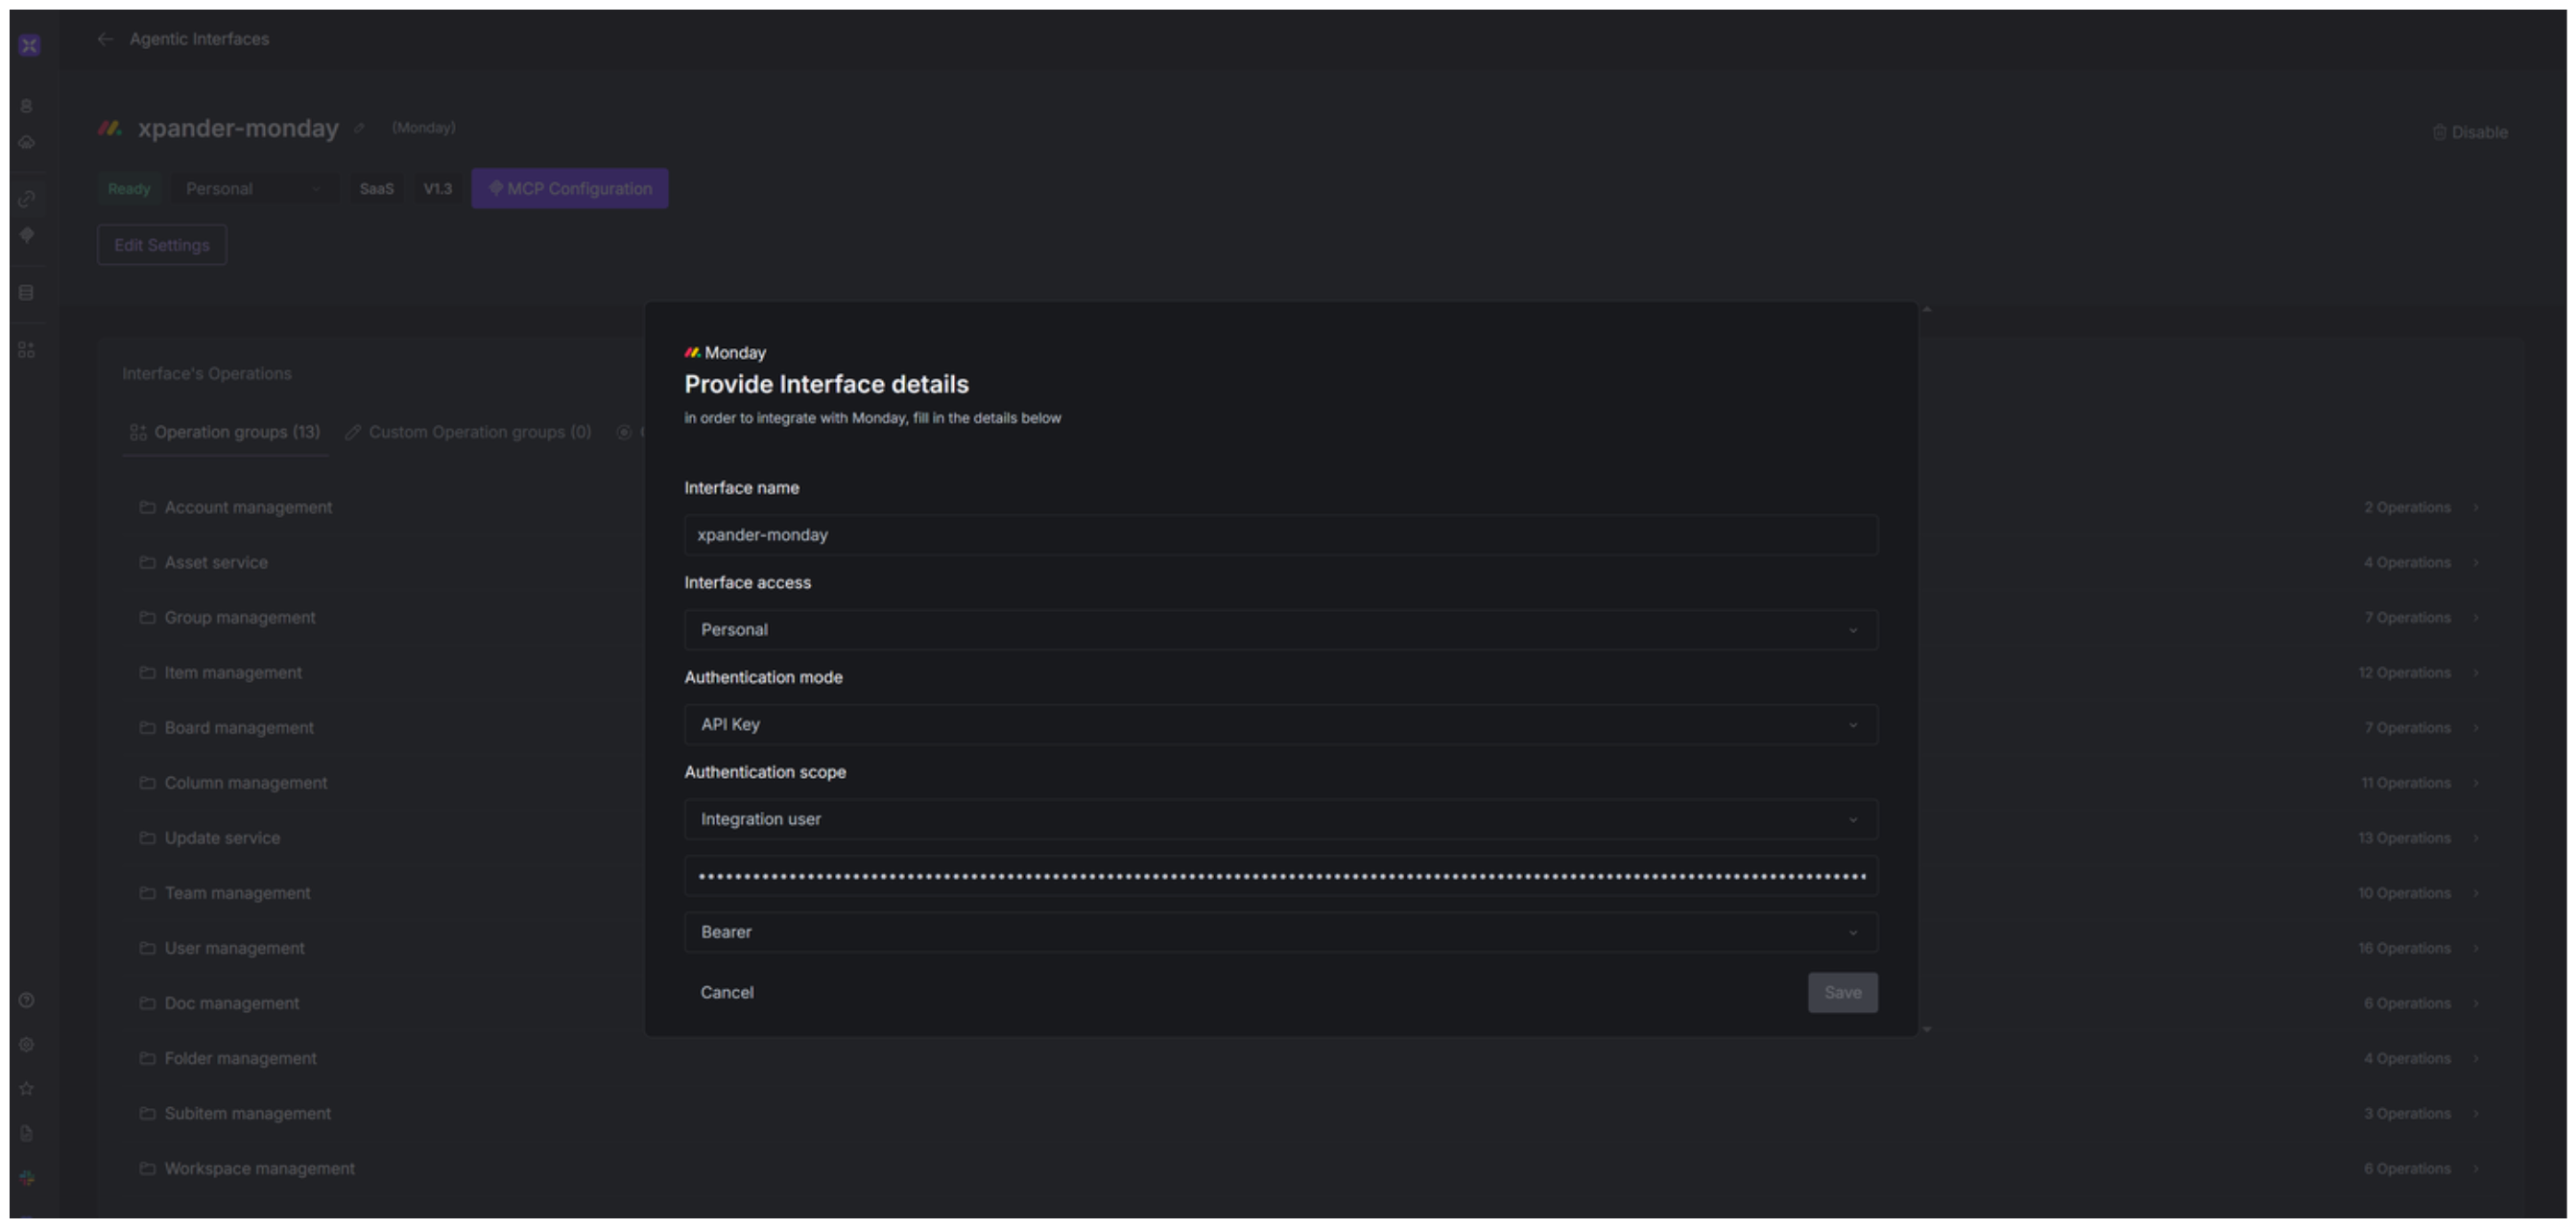 Agentic Interfaces
xpander-monday (Monday)
Disable
Ready Personal SaaS V1.3 MCP Configuration
Edit Settings
Interface's Operations
Operation groups (13) Custom Operation groups (0)
Account management 2 Operations
Asset service 4 Operations
Group management 7 Operations
Item management 12 Operations
Board management 7 Operations
Column management 11 Operations
Update service 13 Operations
Team management 10 Operations
User management 16 Operations
Doc management 6 Operations
Folder management 4 Operations
Subitem management 3 Operations
Workspace management 6 Operations
Monday
Provide Interface details
in order to integrate with Monday, fill in the details below
Interface name
xpander-monday
Interface access
Personal
Authentication mode
API Key
Authentication scope
Integration user
Bearer
Cancel Save